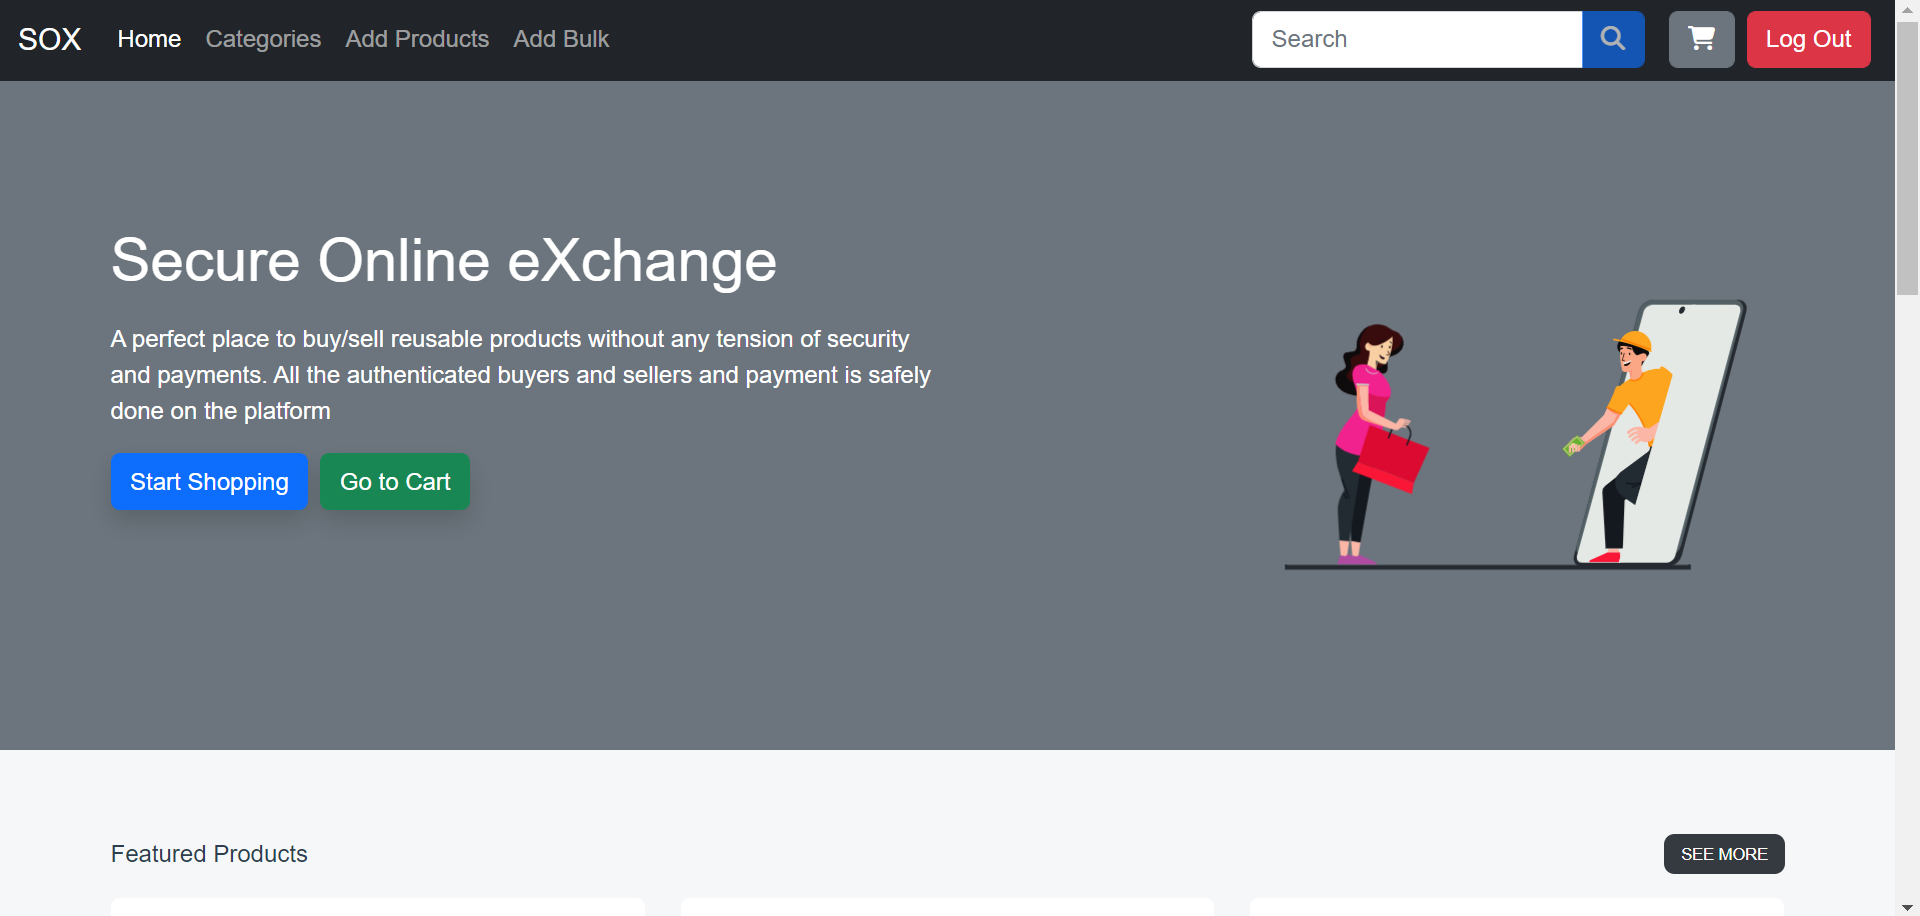 SOX Home Categories Add Products Add Bulk Search Log Out
Secure Online eXchange
A perfect place to buy/sell reusable products without any tension of security
and payments. All the authenticated buyers and sellers and payment is safely
done on the platform
Start Shopping Go to Cart
Featured Products SEE MORE